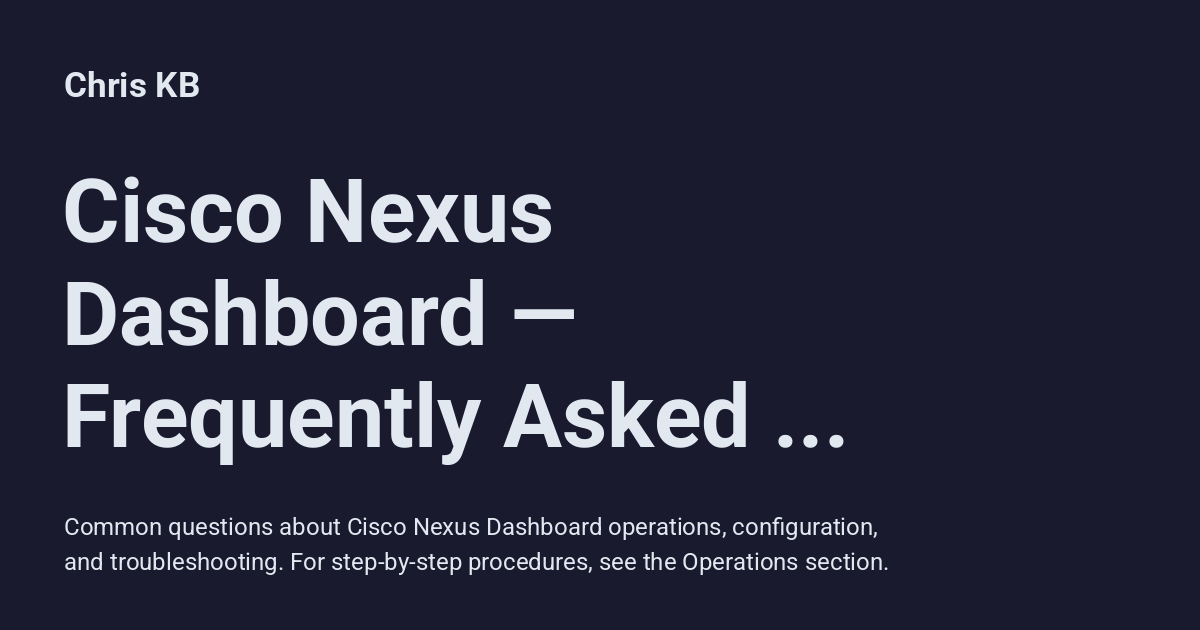 Chris KB
Cisco Nexus
Dashboard —
Frequently Asked ...
Common questions about Cisco Nexus Dashboard operations, configuration,
and troubleshooting. For step-by-step procedures, see the Operations section.